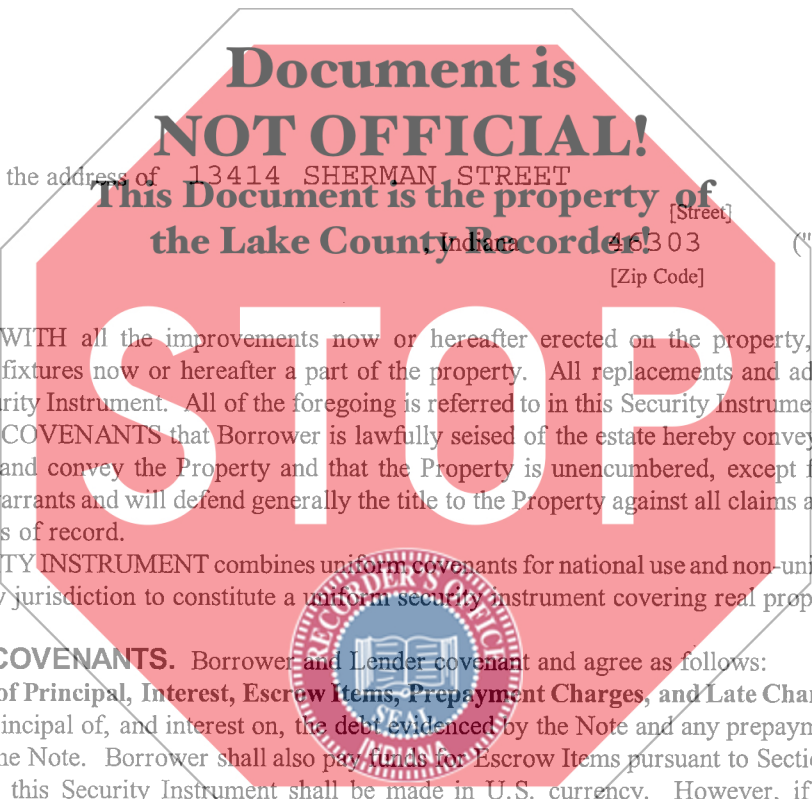 Document is
NOT OFFICIAL!
the address of 13414 SHERMAN STREET
This Document is the property of
[Street]
the Lake County Recorder!
, Indiana 46303 ("
[Zip Code]
STOP
WITH all the improvements now or hereafter erected on the property,
fixtures now or hereafter a part of the property. All replacements and ad
rity Instrument. All of the foregoing is referred to in this Security Instrume
COVENANTS that Borrower is lawfully seised of the estate hereby convey
and convey the Property and that the Property is unencumbered, except f
arrants and will defend generally the title to the Property against all claims a
s of record.
TY INSTRUMENT combines uniform covenants for national use and non-uni
y jurisdiction to constitute a uniform security instrument covering real prop
COVENANTS. Borrower and Lender covenant and agree as follows:
of Principal, Interest, Escrow Items, Prepayment Charges, and Late Char
incipal of, and interest on, the debt evidenced by the Note and any prepaym
he Note. Borrower shall also pay funds for Escrow Items pursuant to Secti
this Security Instrument shall be made in U.S. currency. However, if
RECORDER'S OFFICE
SEAL
INDIANA